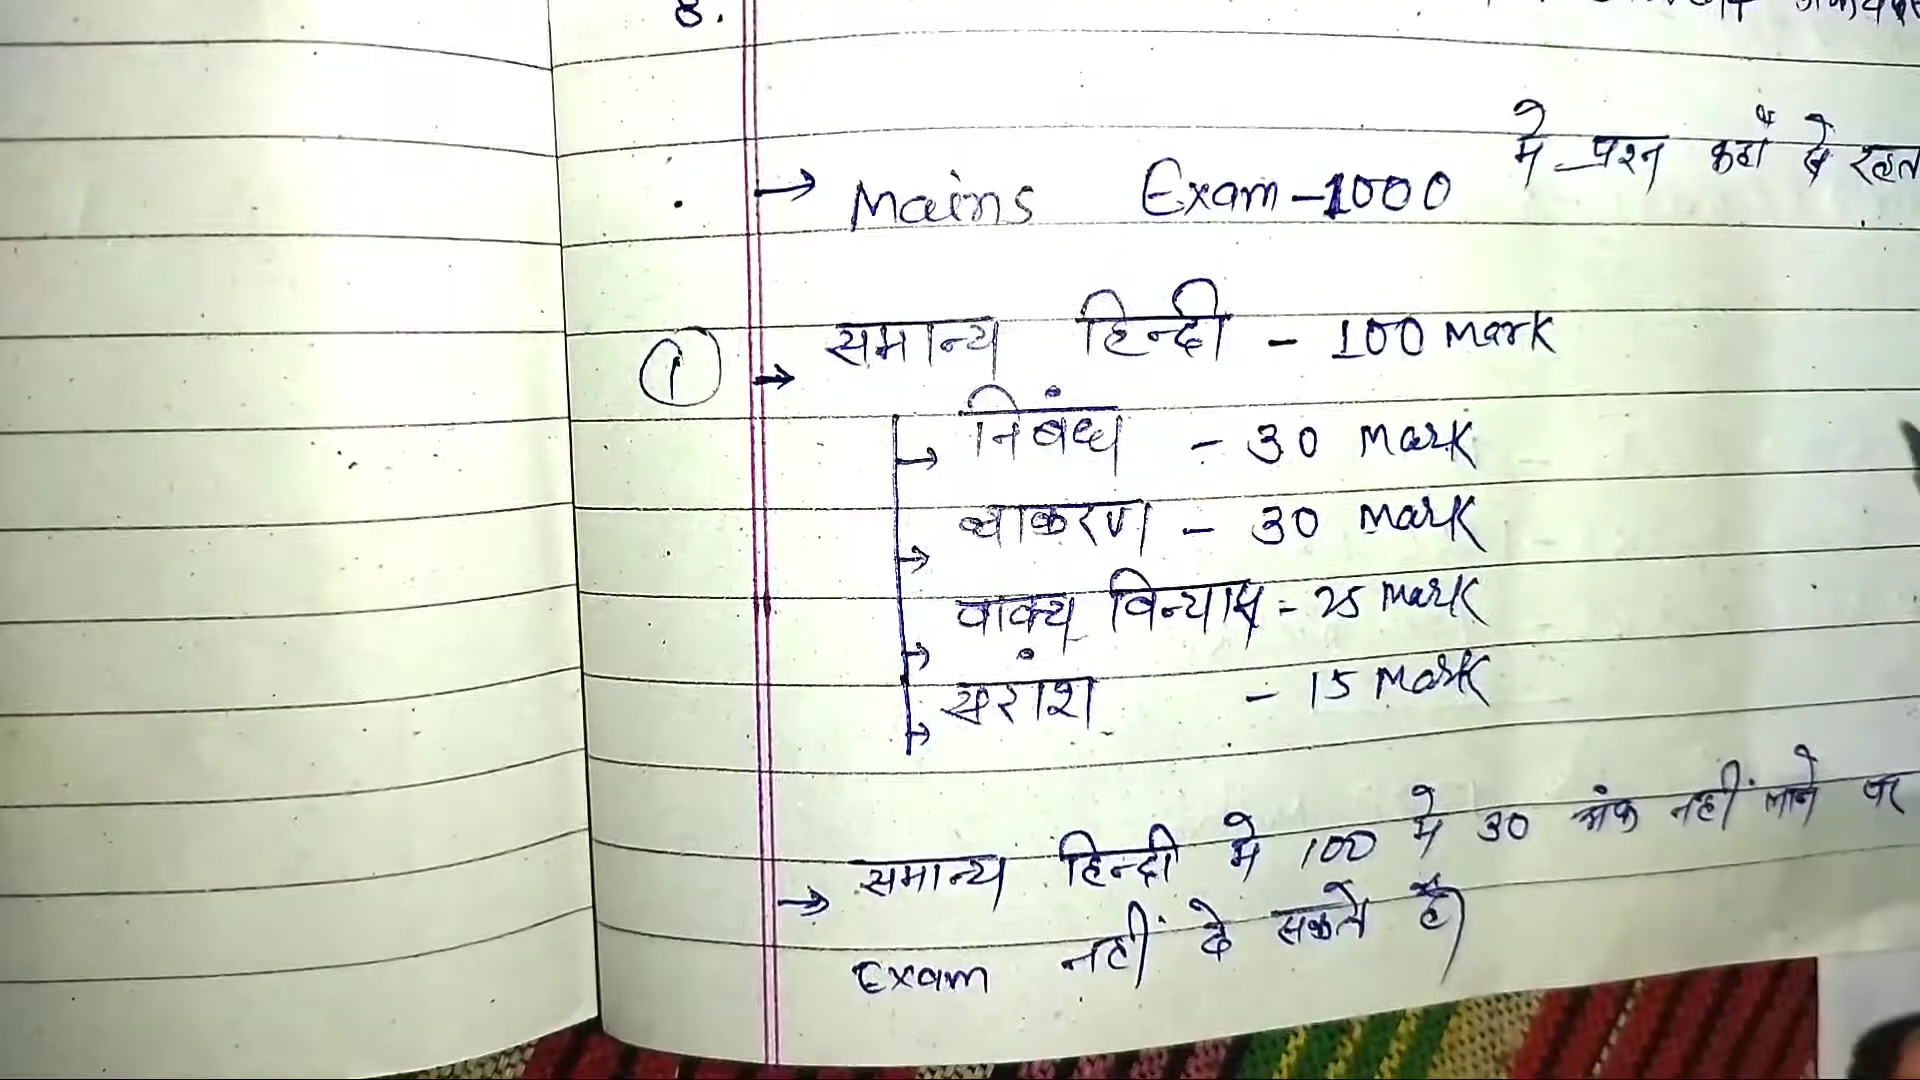 8.
में प्रश्न कहाँ से रहत
→ Mains Exam - 1000
① → समान्य हिन्दी - 100 Mark
→ निबंध - 30 Mark
→ व्याकरण - 30 Mark
→ वाक्य विन्यास - 25 Mark
→ सरांश - 15 Mark
→ समान्य हिन्दी मे 100 मे 30 अंक नहीं लाने पर
Exam नहीं दे सकते हैं।